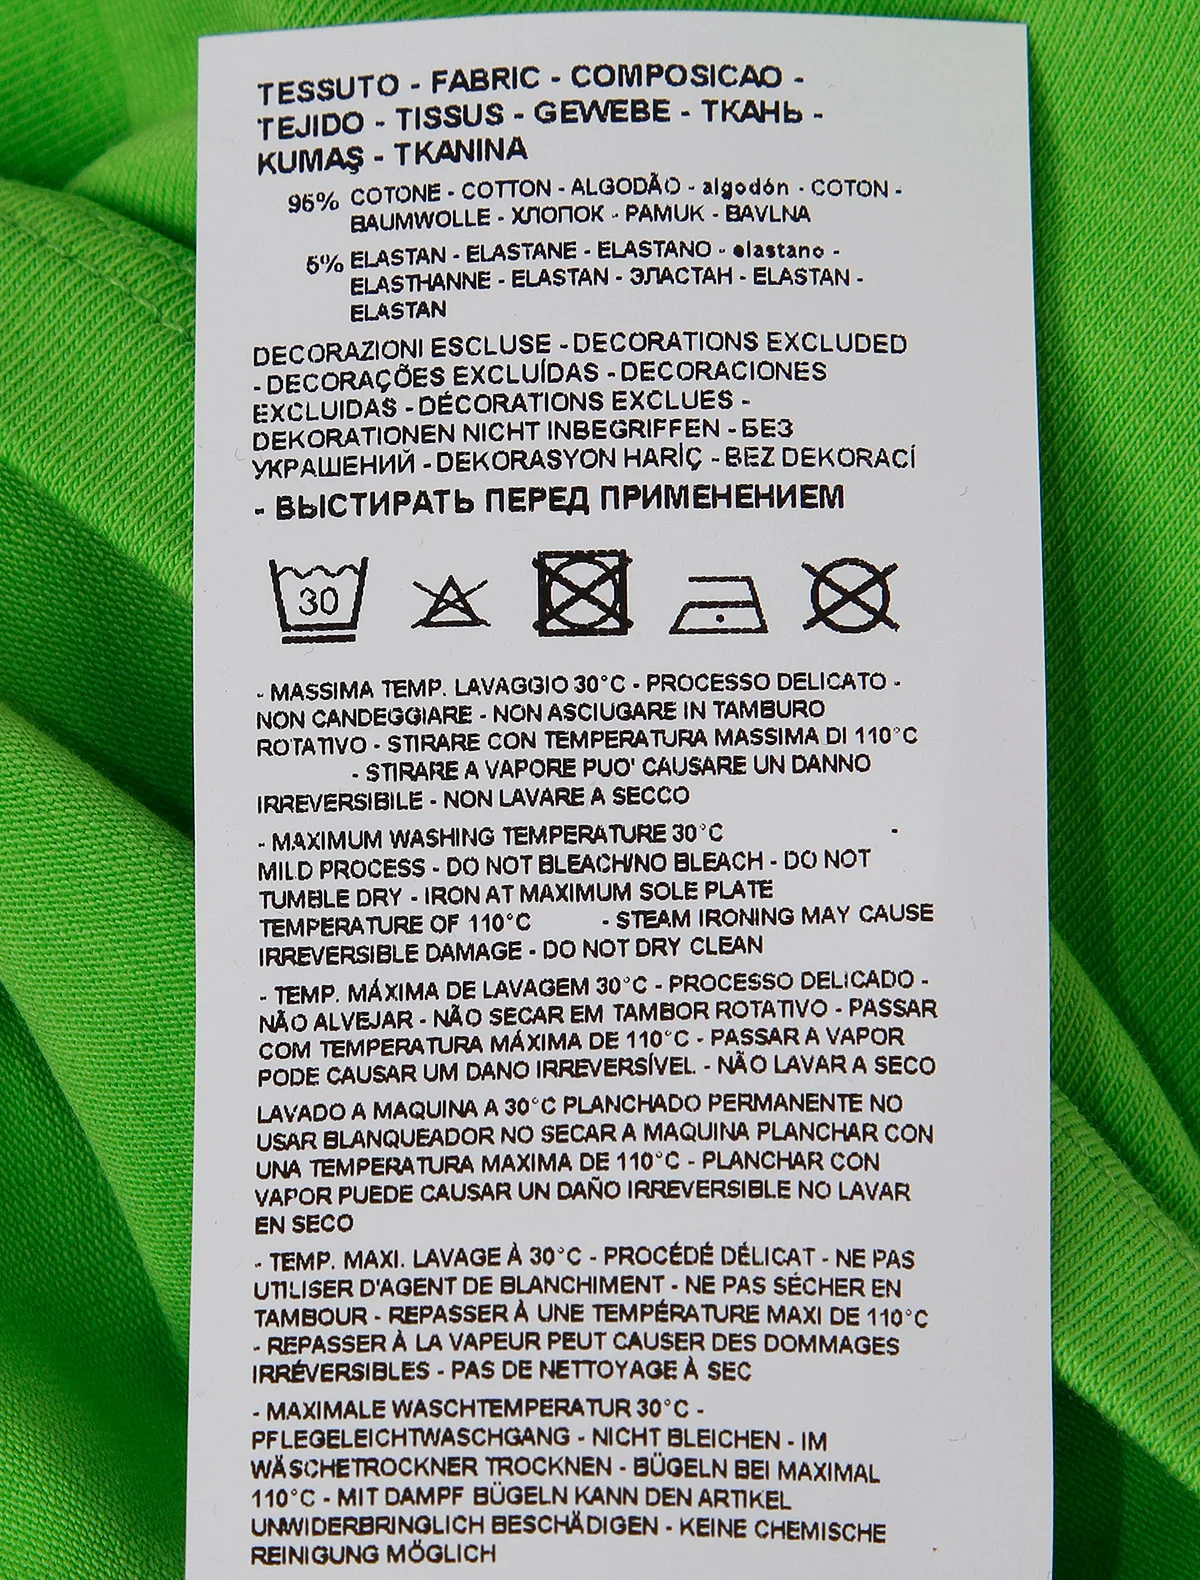 TESSUTO - FABRIC - COMPOSICAO -
TEJIDO - TISSUS - GEWEBE - ТКАНЬ -
KUMAŞ - TKANINA
95% COTONE - COTTON - ALGODÃO - algodón - COTON -
BAUMWOLLE - ХЛОПОК - PAMUK - BAVLNA
5% ELASTAN - ELASTANE - ELASTANO - elastano -
ELASTHANNE - ELASTAN - ЭЛАСТАН - ELASTAN -
ELASTAN
DECORAZIONI ESCLUSE - DECORATIONS EXCLUDED
- DECORAÇÕES EXCLUÍDAS - DECORACIONES
EXCLUIDAS - DÉCORATIONS EXCLUES -
DEKORATIONEN NICHT INBEGRIFFEN - БЕЗ
УКРАШЕНИЙ - DEKORASYON HARİÇ - BEZ DEKORACÍ
- ВЫСТИРАТЬ ПЕРЕД ПРИМЕНЕНИЕМ
30
- MASSIMA TEMP. LAVAGGIO 30°C - PROCESSO DELICATO -
NON CANDEGGIARE - NON ASCIUGARE IN TAMBURO
ROTATIVO - STIRARE CON TEMPERATURA MASSIMA DI 110°C
- STIRARE A VAPORE PUO' CAUSARE UN DANNO
IRREVERSIBILE - NON LAVARE A SECCO
- MAXIMUM WASHING TEMPERATURE 30°C -
MILD PROCESS - DO NOT BLEACH/NO BLEACH - DO NOT
TUMBLE DRY - IRON AT MAXIMUM SOLE PLATE
TEMPERATURE OF 110°C - STEAM IRONING MAY CAUSE
IRREVERSIBLE DAMAGE - DO NOT DRY CLEAN
- TEMP. MÁXIMA DE LAVAGEM 30°C - PROCESSO DELICADO -
NÃO ALVEJAR - NÃO SECAR EM TAMBOR ROTATIVO - PASSAR
COM TEMPERATURA MÁXIMA DE 110°C - PASSAR A VAPOR
PODE CAUSAR UM DANO IRREVERSÍVEL - NÃO LAVAR A SECO
LAVADO A MAQUINA A 30°C PLANCHADO PERMANENTE NO
USAR BLANQUEADOR NO SECAR A MAQUINA PLANCHAR CON
UNA TEMPERATURA MAXIMA DE 110°C - PLANCHAR CON
VAPOR PUEDE CAUSAR UN DAÑO IRREVERSIBLE NO LAVAR
EN SECO
- TEMP. MAXI. LAVAGE À 30°C - PROCÉDÉ DÉLICAT - NE PAS
UTILISER D'AGENT DE BLANCHIMENT - NE PAS SÉCHER EN
TAMBOUR - REPASSER À UNE TEMPÉRATURE MAXI DE 110°C
- REPASSER À LA VAPEUR PEUT CAUSER DES DOMMAGES
IRRÉVERSIBLES - PAS DE NETTOYAGE À SEC
- MAXIMALE WASCHTEMPERATUR 30°C -
PFLEGELEICHTWASCHGANG - NICHT BLEICHEN - IM
WÄSCHETROCKNER TROCKNEN - BÜGELN BEI MAXIMAL
110°C - MIT DAMPF BÜGELN KANN DEN ARTIKEL
UNWIDERBRINGLICH BESCHÄDIGEN - KEINE CHEMISCHE
REINIGUNG MÖGLICH